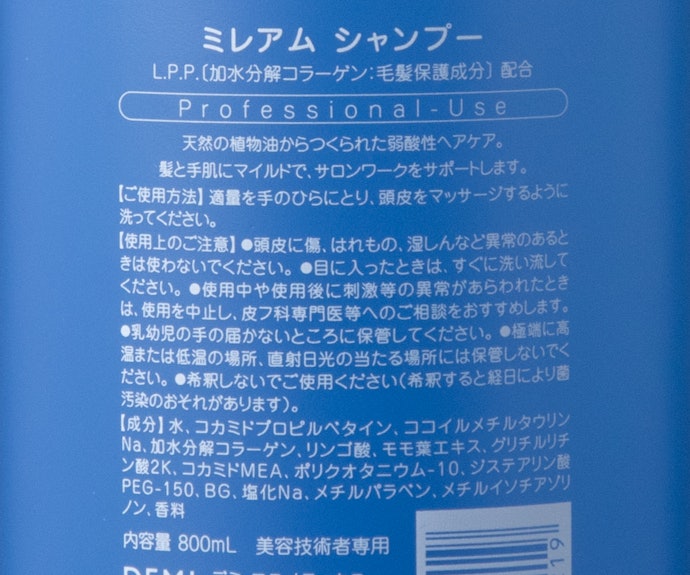 ミレアム シャンプー
L.P.P.〔加水分解コラーゲン:毛髪保護成分〕配合
Professional-Use
天然の植物油からつくられた弱酸性ヘアケア。
髪と手肌にマイルドで、サロンワークをサポートします。
【ご使用方法】適量を手のひらにとり、頭皮をマッサージするように
洗ってください。
【使用上のご注意】●頭皮に傷、はれもの、湿しんなど異常のあると
きは使わないでください。●目に入ったときは、すぐに洗い流して
ください。●使用中や使用後に刺激等の異常があらわれたとき
は、使用を中止し、皮フ科専門医等へのご相談をおすすめします。
●乳幼児の手の届かないところに保管してください。●極端に高
温または低温の場所、直射日光の当たる場所には保管しないでく
ださい。●希釈しないでご使用ください(希釈すると経日により菌
汚染のおそれがあります)。
【成分】水、コカミドプロピルベタイン、ココイルメチルタウリン
Na、加水分解コラーゲン、リンゴ酸、モモ葉エキス、グリチルリチ
ン酸2K、コカミドMEA、ポリクオタニウム-10、ジステアリン酸
PEG-150、BG、塩化Na、メチルパラベン、メチルイソチアゾリ
ノン、香料
内容量 800mL 美容技術者専用
19